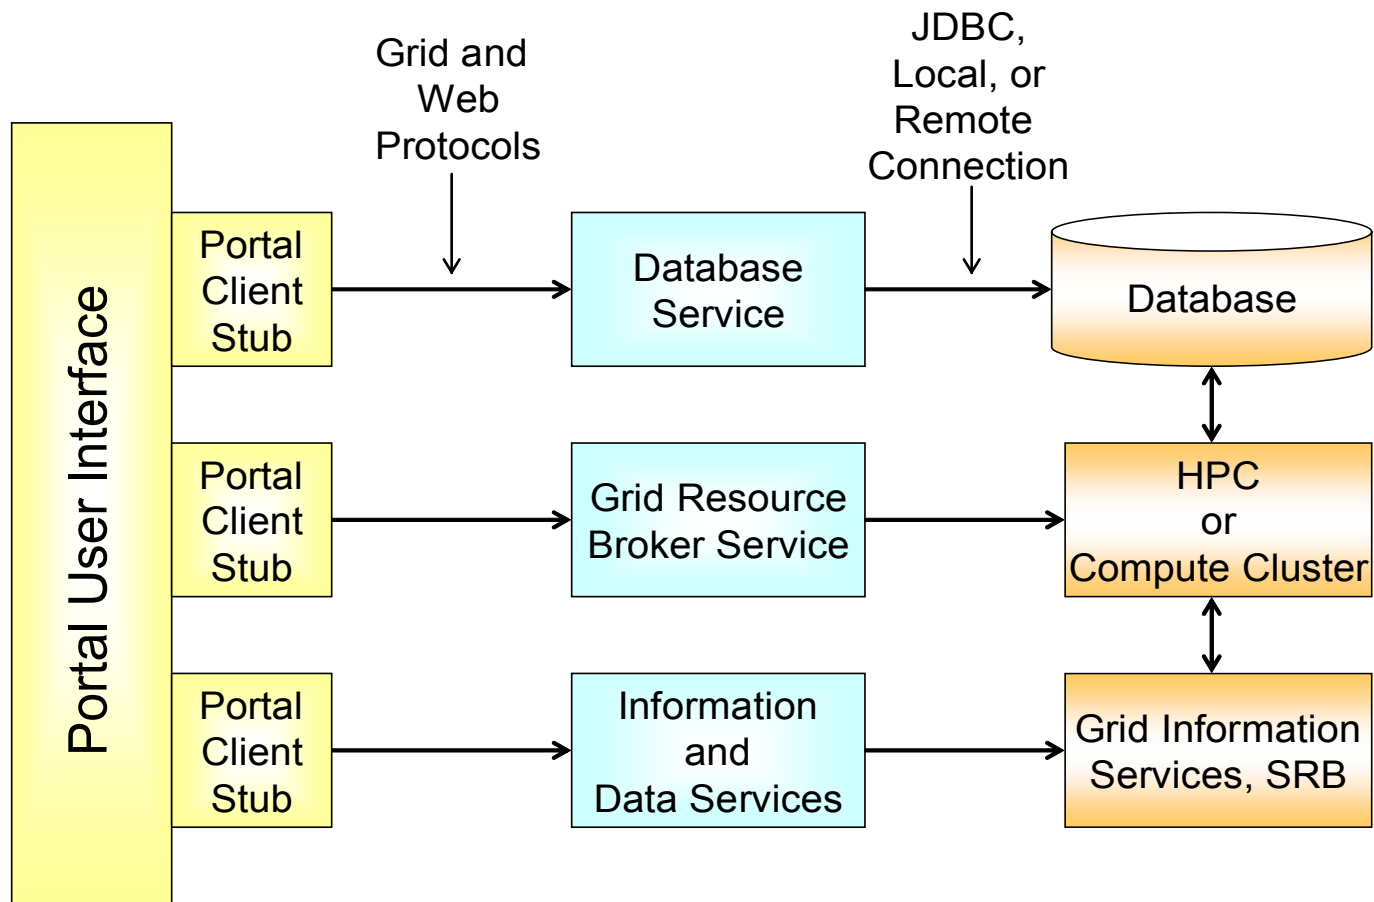 Grid and
Web
Protocols
JDBC,
Local, or
Remote
Connection
Portal User Interface
Portal
Client
Stub
Database
Service
Database
Portal
Client
Stub
Grid Resource
Broker Service
HPC
or
Compute Cluster
Portal
Client
Stub
Information
and
Data Services
Grid Information
Services, SRB